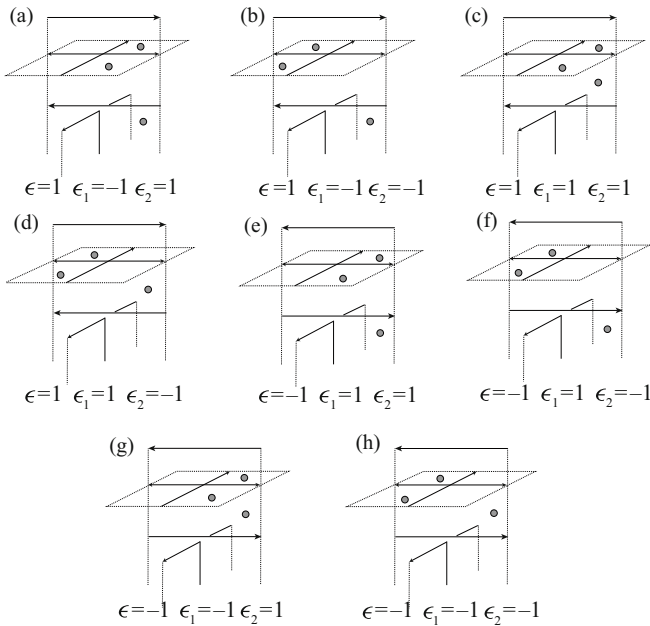 (a)
(b)
(c)
ϵ=1 ϵ₁=−1 ϵ₂=1
ϵ=1 ϵ₁=−1 ϵ₂=−1
ϵ=1 ϵ₁=1 ϵ₂=1
(d)
(e)
(f)
ϵ=1 ϵ₁=1 ϵ₂=−1
ϵ=−1 ϵ₁=1 ϵ₂=1
ϵ=−1 ϵ₁=1 ϵ₂=−1
(g)
(h)
ϵ=−1 ϵ₁=−1 ϵ₂=1
ϵ=−1 ϵ₁=−1 ϵ₂=−1